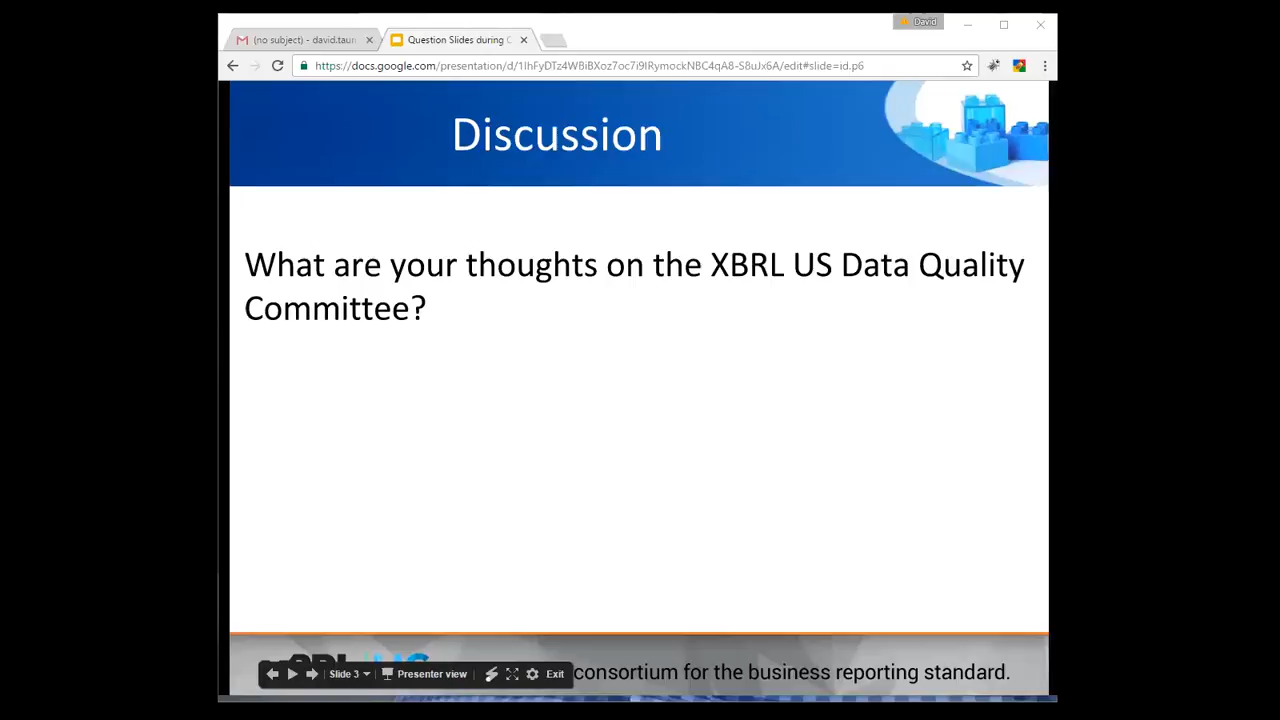 David
(no subject) - david.taur
Question Slides during C
https://docs.google.com/presentation/d/1IhFyDTz4WBiBXoz7oc7i9IRymockNBC4qA8-S8uJx6A/edit#slide=id.p6
Discussion
What are your thoughts on the XBRL US Data Quality
Committee?
consortium for the business reporting standard.
Slide 3
Presenter view
Exit